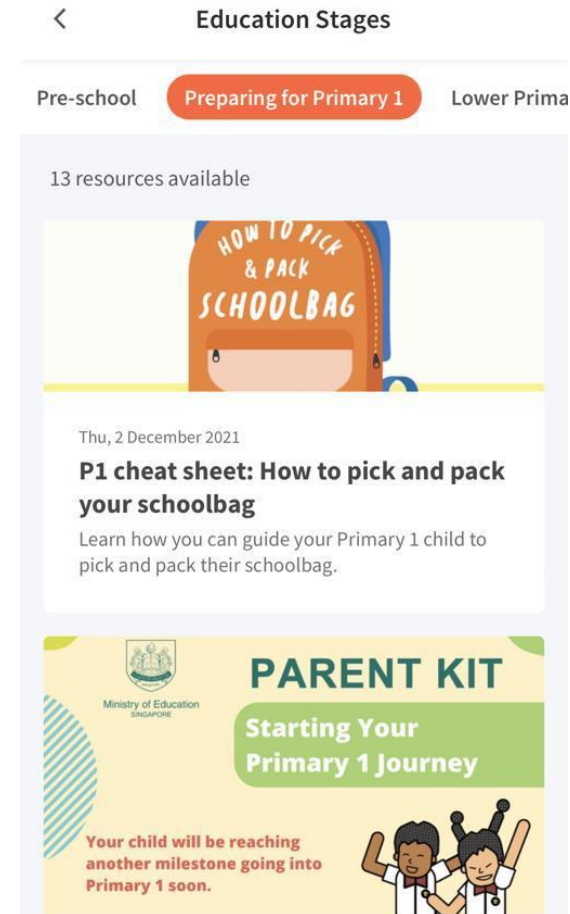 Education Stages
Pre-school
Preparing for Primary 1
Lower Prima
13 resources available
HOW TO PICK
& PACK
SCHOOLBAG
Thu, 2 December 2021
P1 cheat sheet: How to pick and pack
your schoolbag
Learn how you can guide your Primary 1 child to
pick and pack their schoolbag.
Ministry of Education
SINGAPORE
PARENT KIT
Starting Your
Primary 1 Journey
Your child will be reaching
another milestone going into
Primary 1 soon.